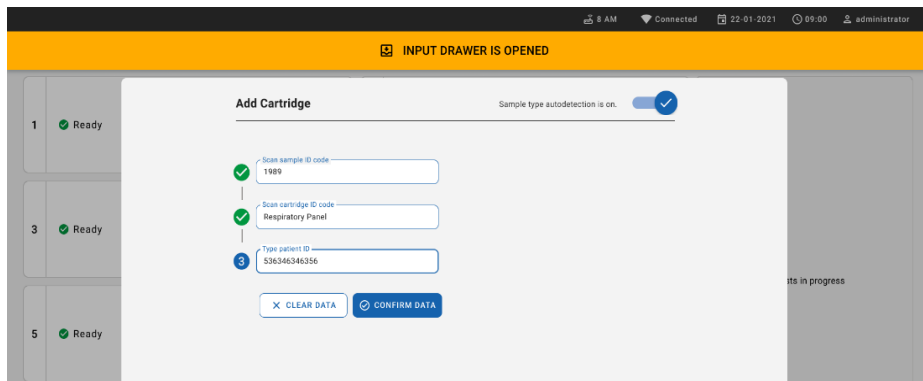 8 AM Connected 22-01-2021 09:00 administrator
INPUT DRAWER IS OPENED
Add Cartridge Sample type autodetection is on.
1 Ready
Scan sample ID code
1989
Scan cartridge ID code
Respiratory Panel
3 Ready
Type patient ID
3 536346346356
sts in progress
CLEAR DATA CONFIRM DATA
5 Ready